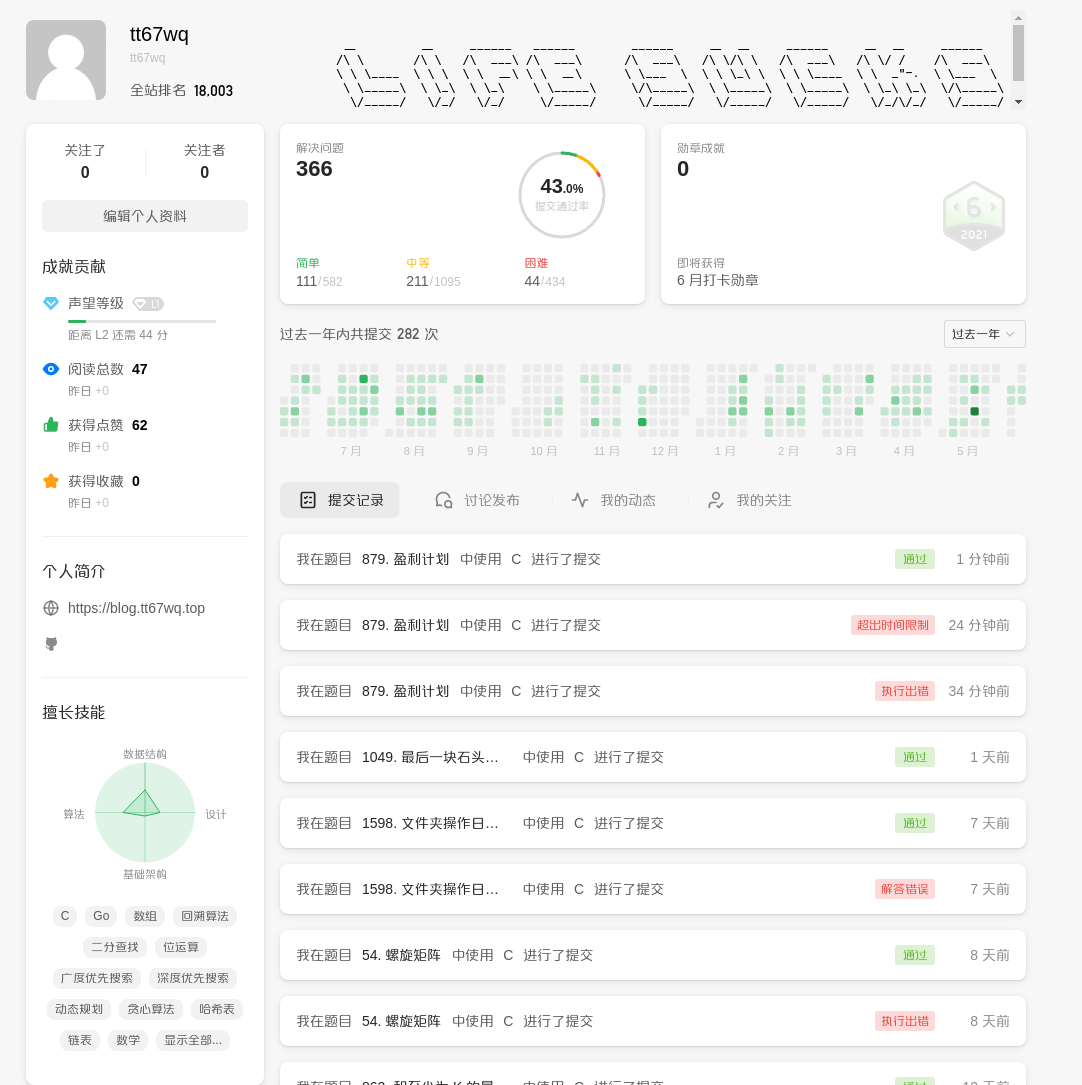 tt67wq
tt67wq
全站排名 18,003
关注了
0
关注者
0
编辑个人资料
成就贡献
声望等级 L1
距离 L2 还需 44 分
阅读总数 47
昨日 +0
获得点赞 62
昨日 +0
获得收藏 0
昨日 +0
个人简介
https://blog.tt67wq.top
擅长技能
数据结构
算法
设计
基础架构
C Go 数组 回溯算法
二分查找 位运算
广度优先搜索 深度优先搜索
动态规划 贪心算法 哈希表
链表 数学 显示全部...
解决问题
366
43.0%
提交通过率
简单
111/582
中等
211/1095
困难
44/434
勋章成就
0
6
2021
即将获得
6 月打卡勋章
过去一年内共提交 282 次
过去一年
7 月 8 月 9 月 10 月 11 月 12 月 1 月 2 月 3 月 4 月 5 月
提交记录 讨论发布 我的动态 我的关注
我在题目 879. 盈利计划 中使用 C 进行了提交 通过 1 分钟前
我在题目 879. 盈利计划 中使用 C 进行了提交 超出时间限制 24 分钟前
我在题目 879. 盈利计划 中使用 C 进行了提交 执行出错 34 分钟前
我在题目 1049. 最后一块石头… 中使用 C 进行了提交 通过 1 天前
我在题目 1598. 文件夹操作日… 中使用 C 进行了提交 通过 7 天前
我在题目 1598. 文件夹操作日… 中使用 C 进行了提交 解答错误 7 天前
我在题目 54. 螺旋矩阵 中使用 C 进行了提交 通过 8 天前
我在题目 54. 螺旋矩阵 中使用 C 进行了提交 执行出错 8 天前